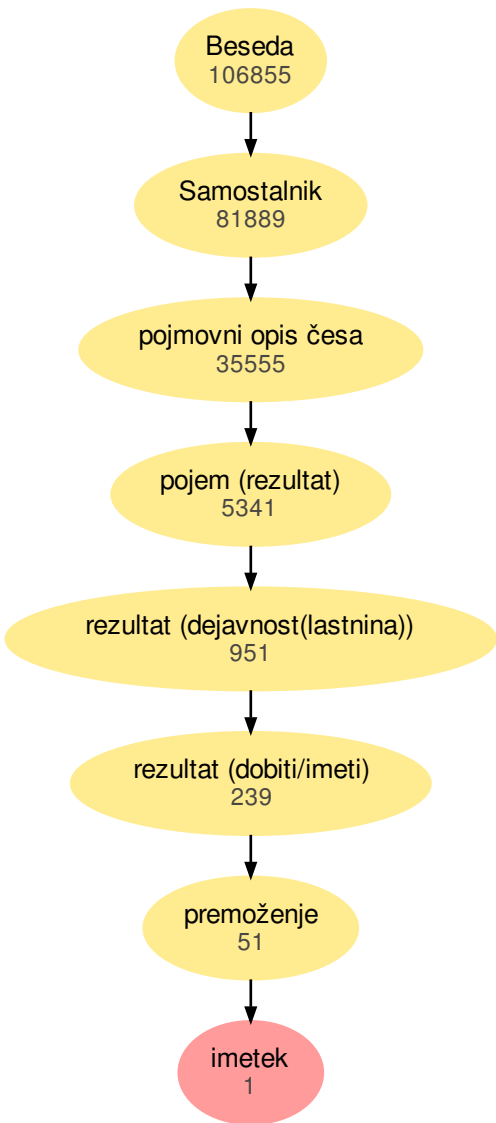 Beseda
106855
Samostalnik
81889
pojmovni opis česa
35555
pojem (rezultat)
5341
rezultat (dejavnost(lastnina))
951
rezultat (dobiti/imeti)
239
premoženje
51
imetek
1